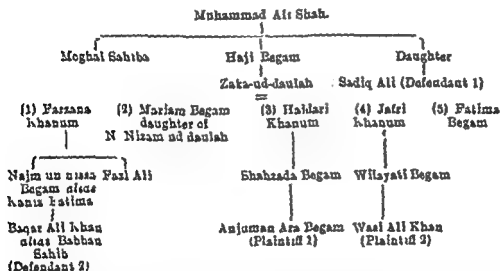 Muhammad Ali Shah.
Moghal Sahiba Haji Begam Daughter
Zaka-ud-daulah Sadiq Ali (Defendant 1)
=
(1) Farzana Khanum (2) Mariam Begam daughter of N Nizam ud daulah (3) Haidari Khanum (4) Jafri Khanum (5) Fatima Begam
Najm un nissa Begam alias Kaniz Fatima Fazl Ali Shahzada Begam Wilayati Begam
Baqar Ali Khan alias Babban Sahib (Defendant 2) Anjuman Ara Begam (Plaintiff 1) Wasi Ali Khan (Plaintiff 2)